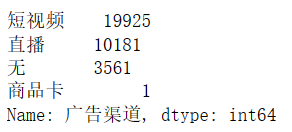 短视频    19925
直播     10181
无      3561
商品卡       1
Name: 广告渠道, dtype: int64